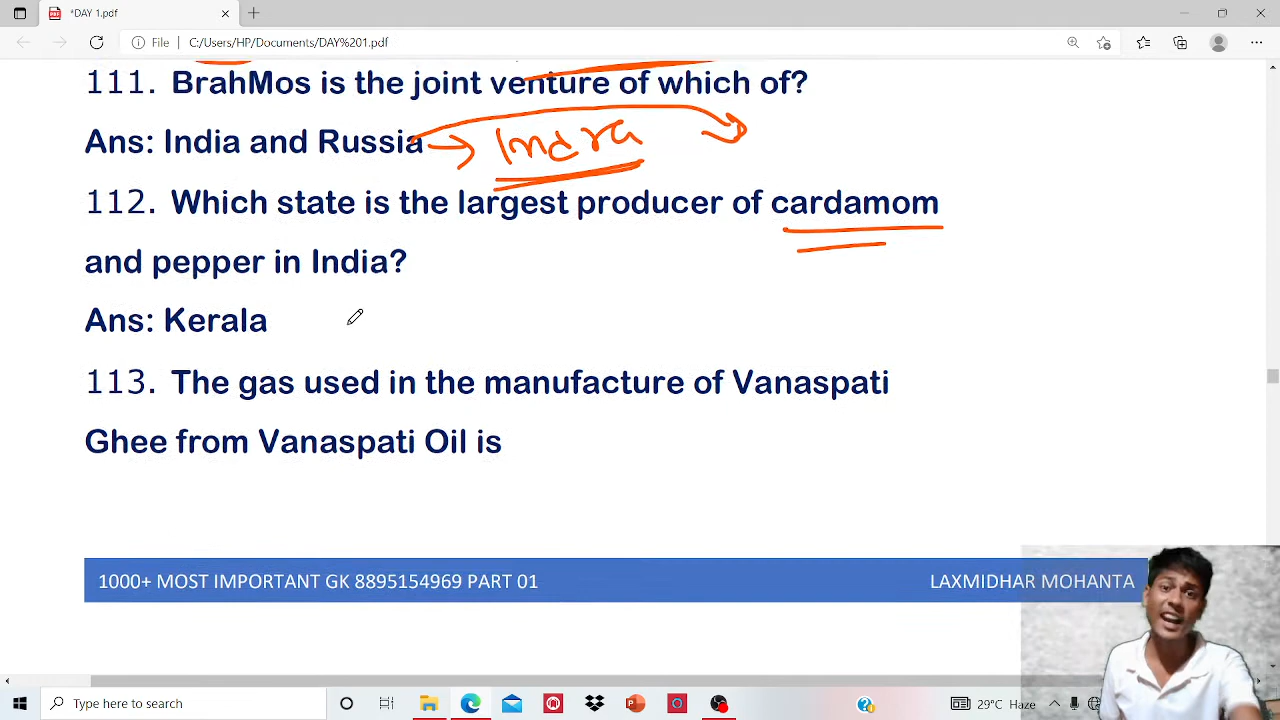 *DAY 1.pdf
File
C:/Users/HP/Documents/DAY%201.pdf
111. BrahMos is the joint venture of which of?
Ans: India and Russia
Indra
112. Which state is the largest producer of cardamom
and pepper in India?
Ans: Kerala
113. The gas used in the manufacture of Vanaspati
Ghee from Vanaspati Oil is
1000+ MOST IMPORTANT GK 8895154969 PART 01
LAXMIDHAR MOHANTA
Type here to search
29°C Haze